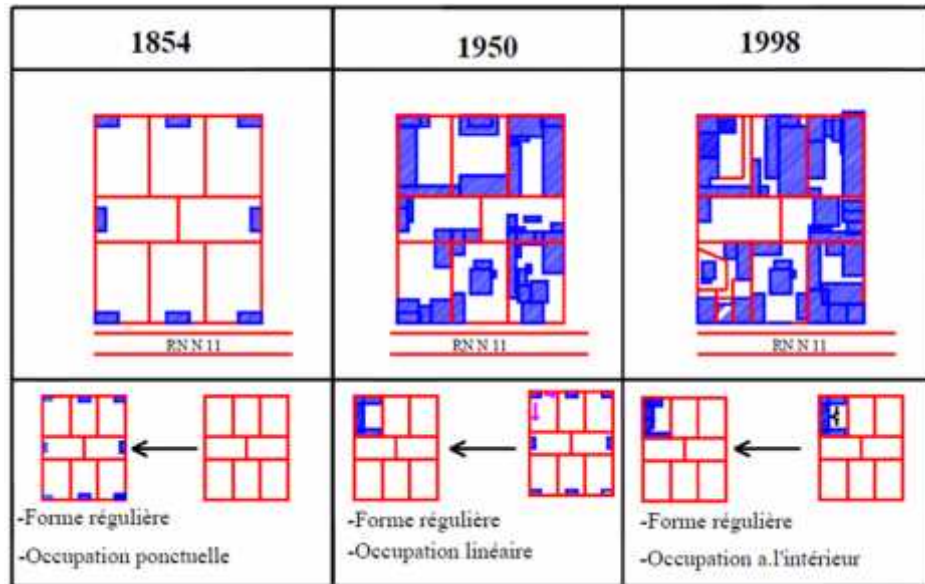 1854
1950
1998
RN N 11
RN N 11
RN N 11
-Forme régulière
-Occupation ponctuelle
-Forme régulière
-Occupation linéaire
-Forme régulière
-Occupation a.l'intérieur